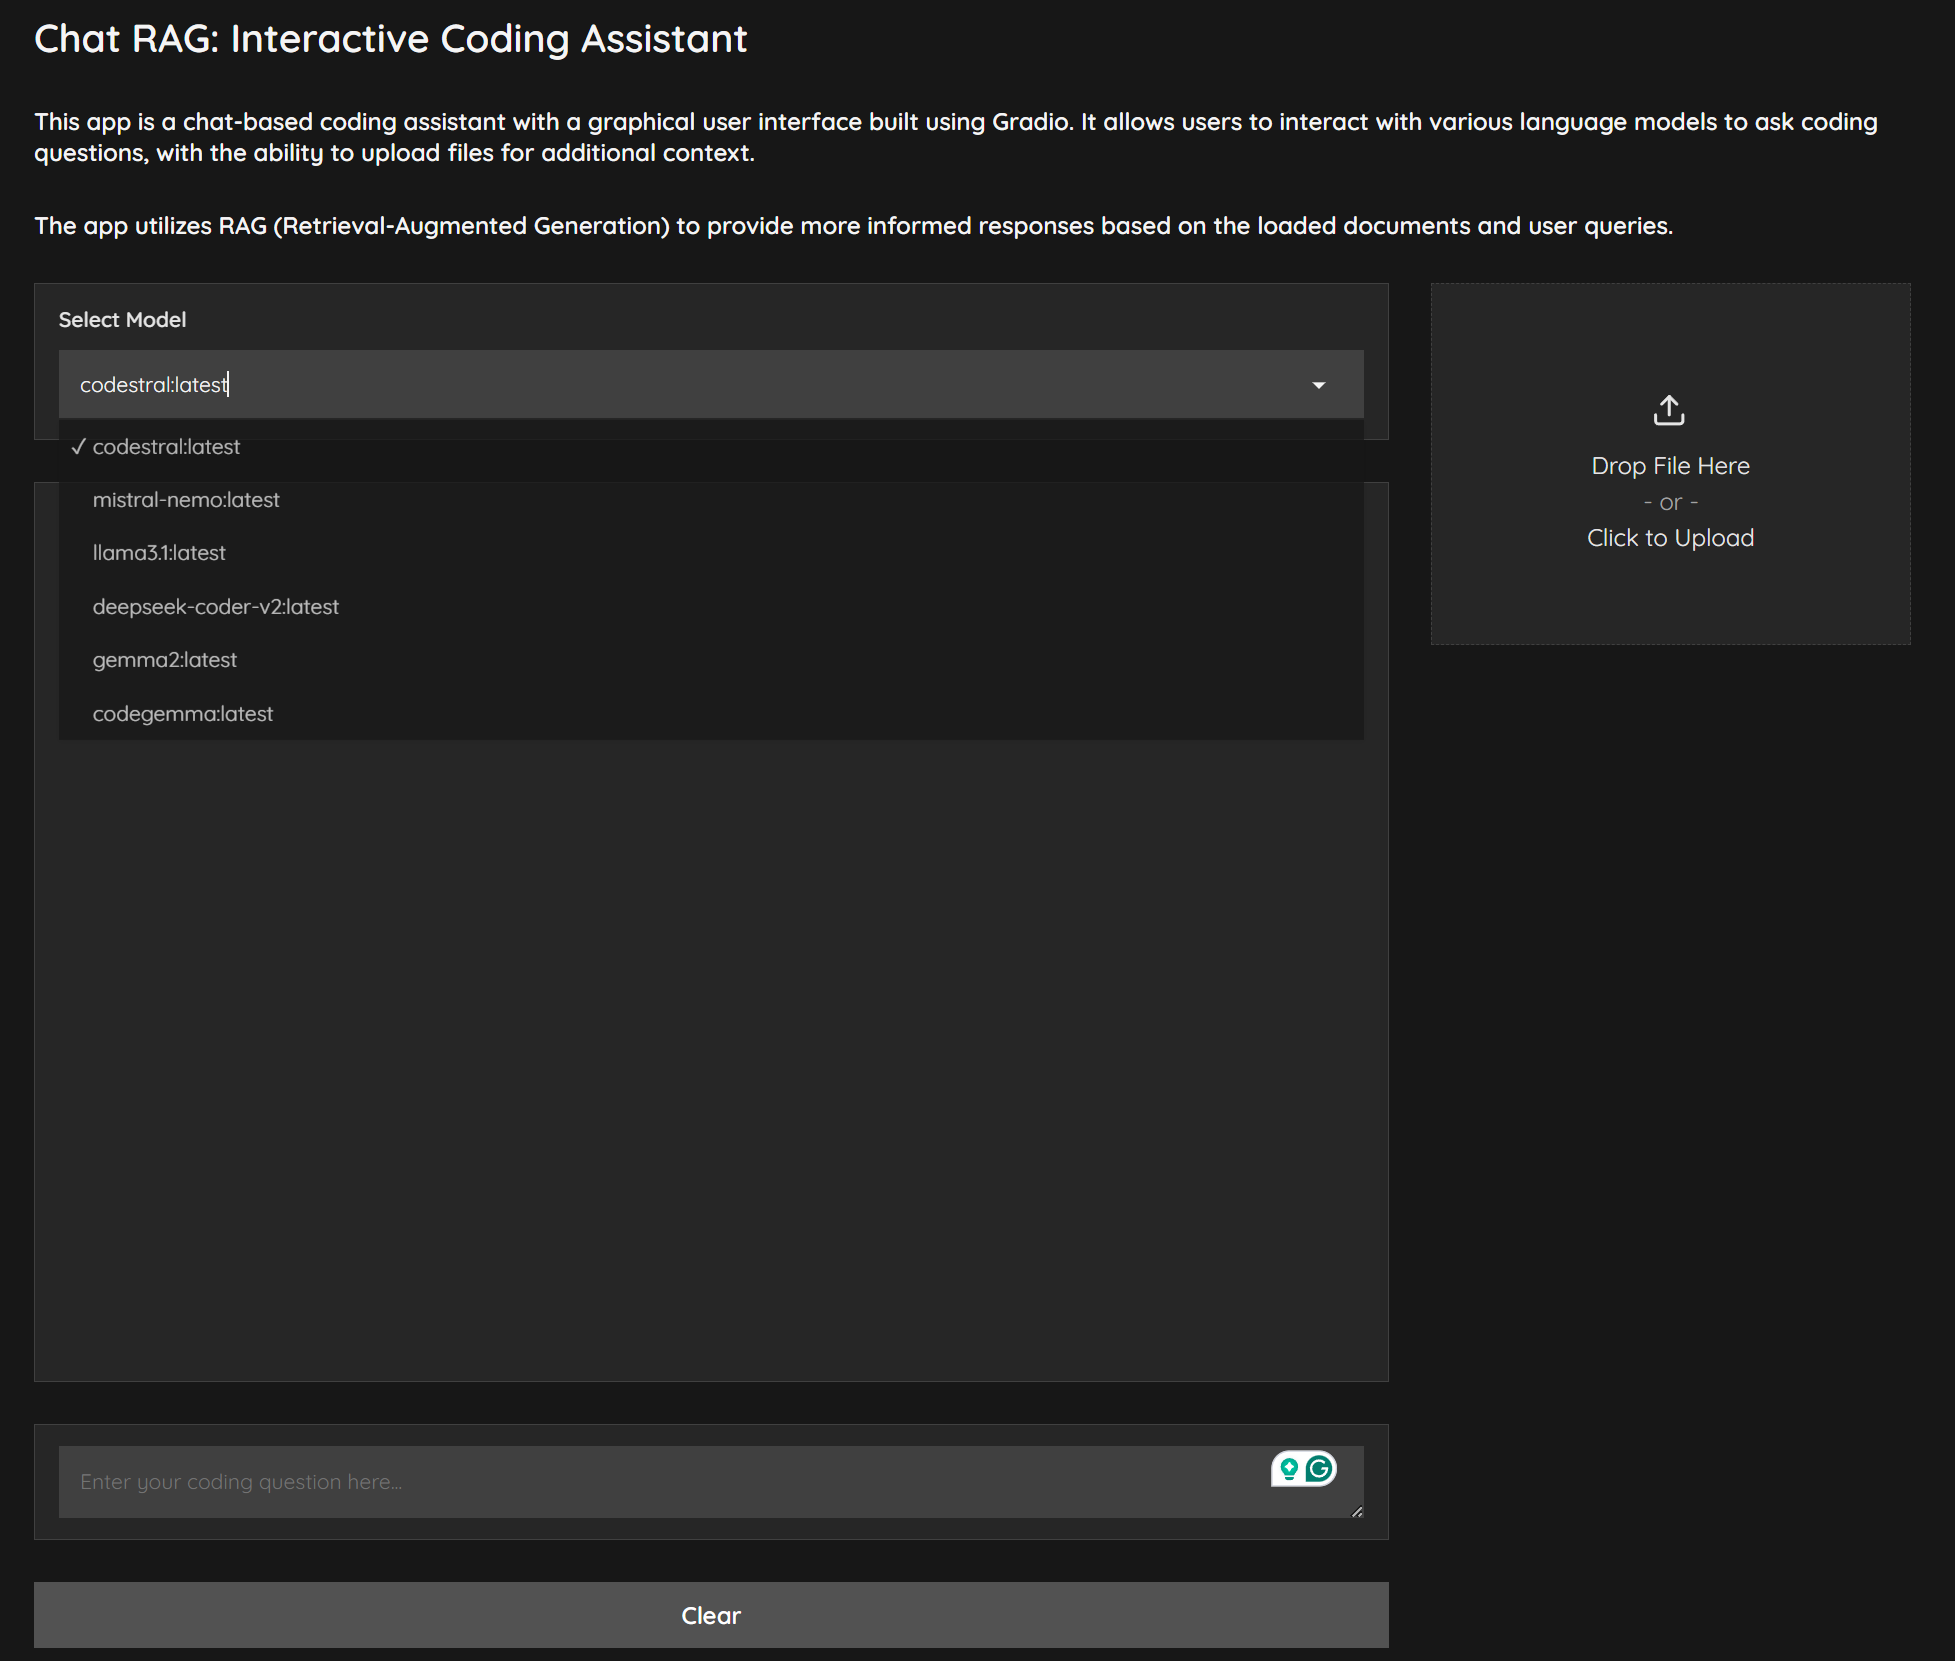 Chat RAG: Interactive Coding Assistant
This app is a chat-based coding assistant with a graphical user interface built using Gradio. It allows users to interact with various language models to ask coding
questions, with the ability to upload files for additional context.
The app utilizes RAG (Retrieval-Augmented Generation) to provide more informed responses based on the loaded documents and user queries.
Select Model
codestral:latest
✓ codestral:latest
mistral-nemo:latest
llama3.1:latest
deepseek-coder-v2:latest
gemma2:latest
codegemma:latest
Drop File Here
- or -
Click to Upload
Enter your coding question here...
Clear